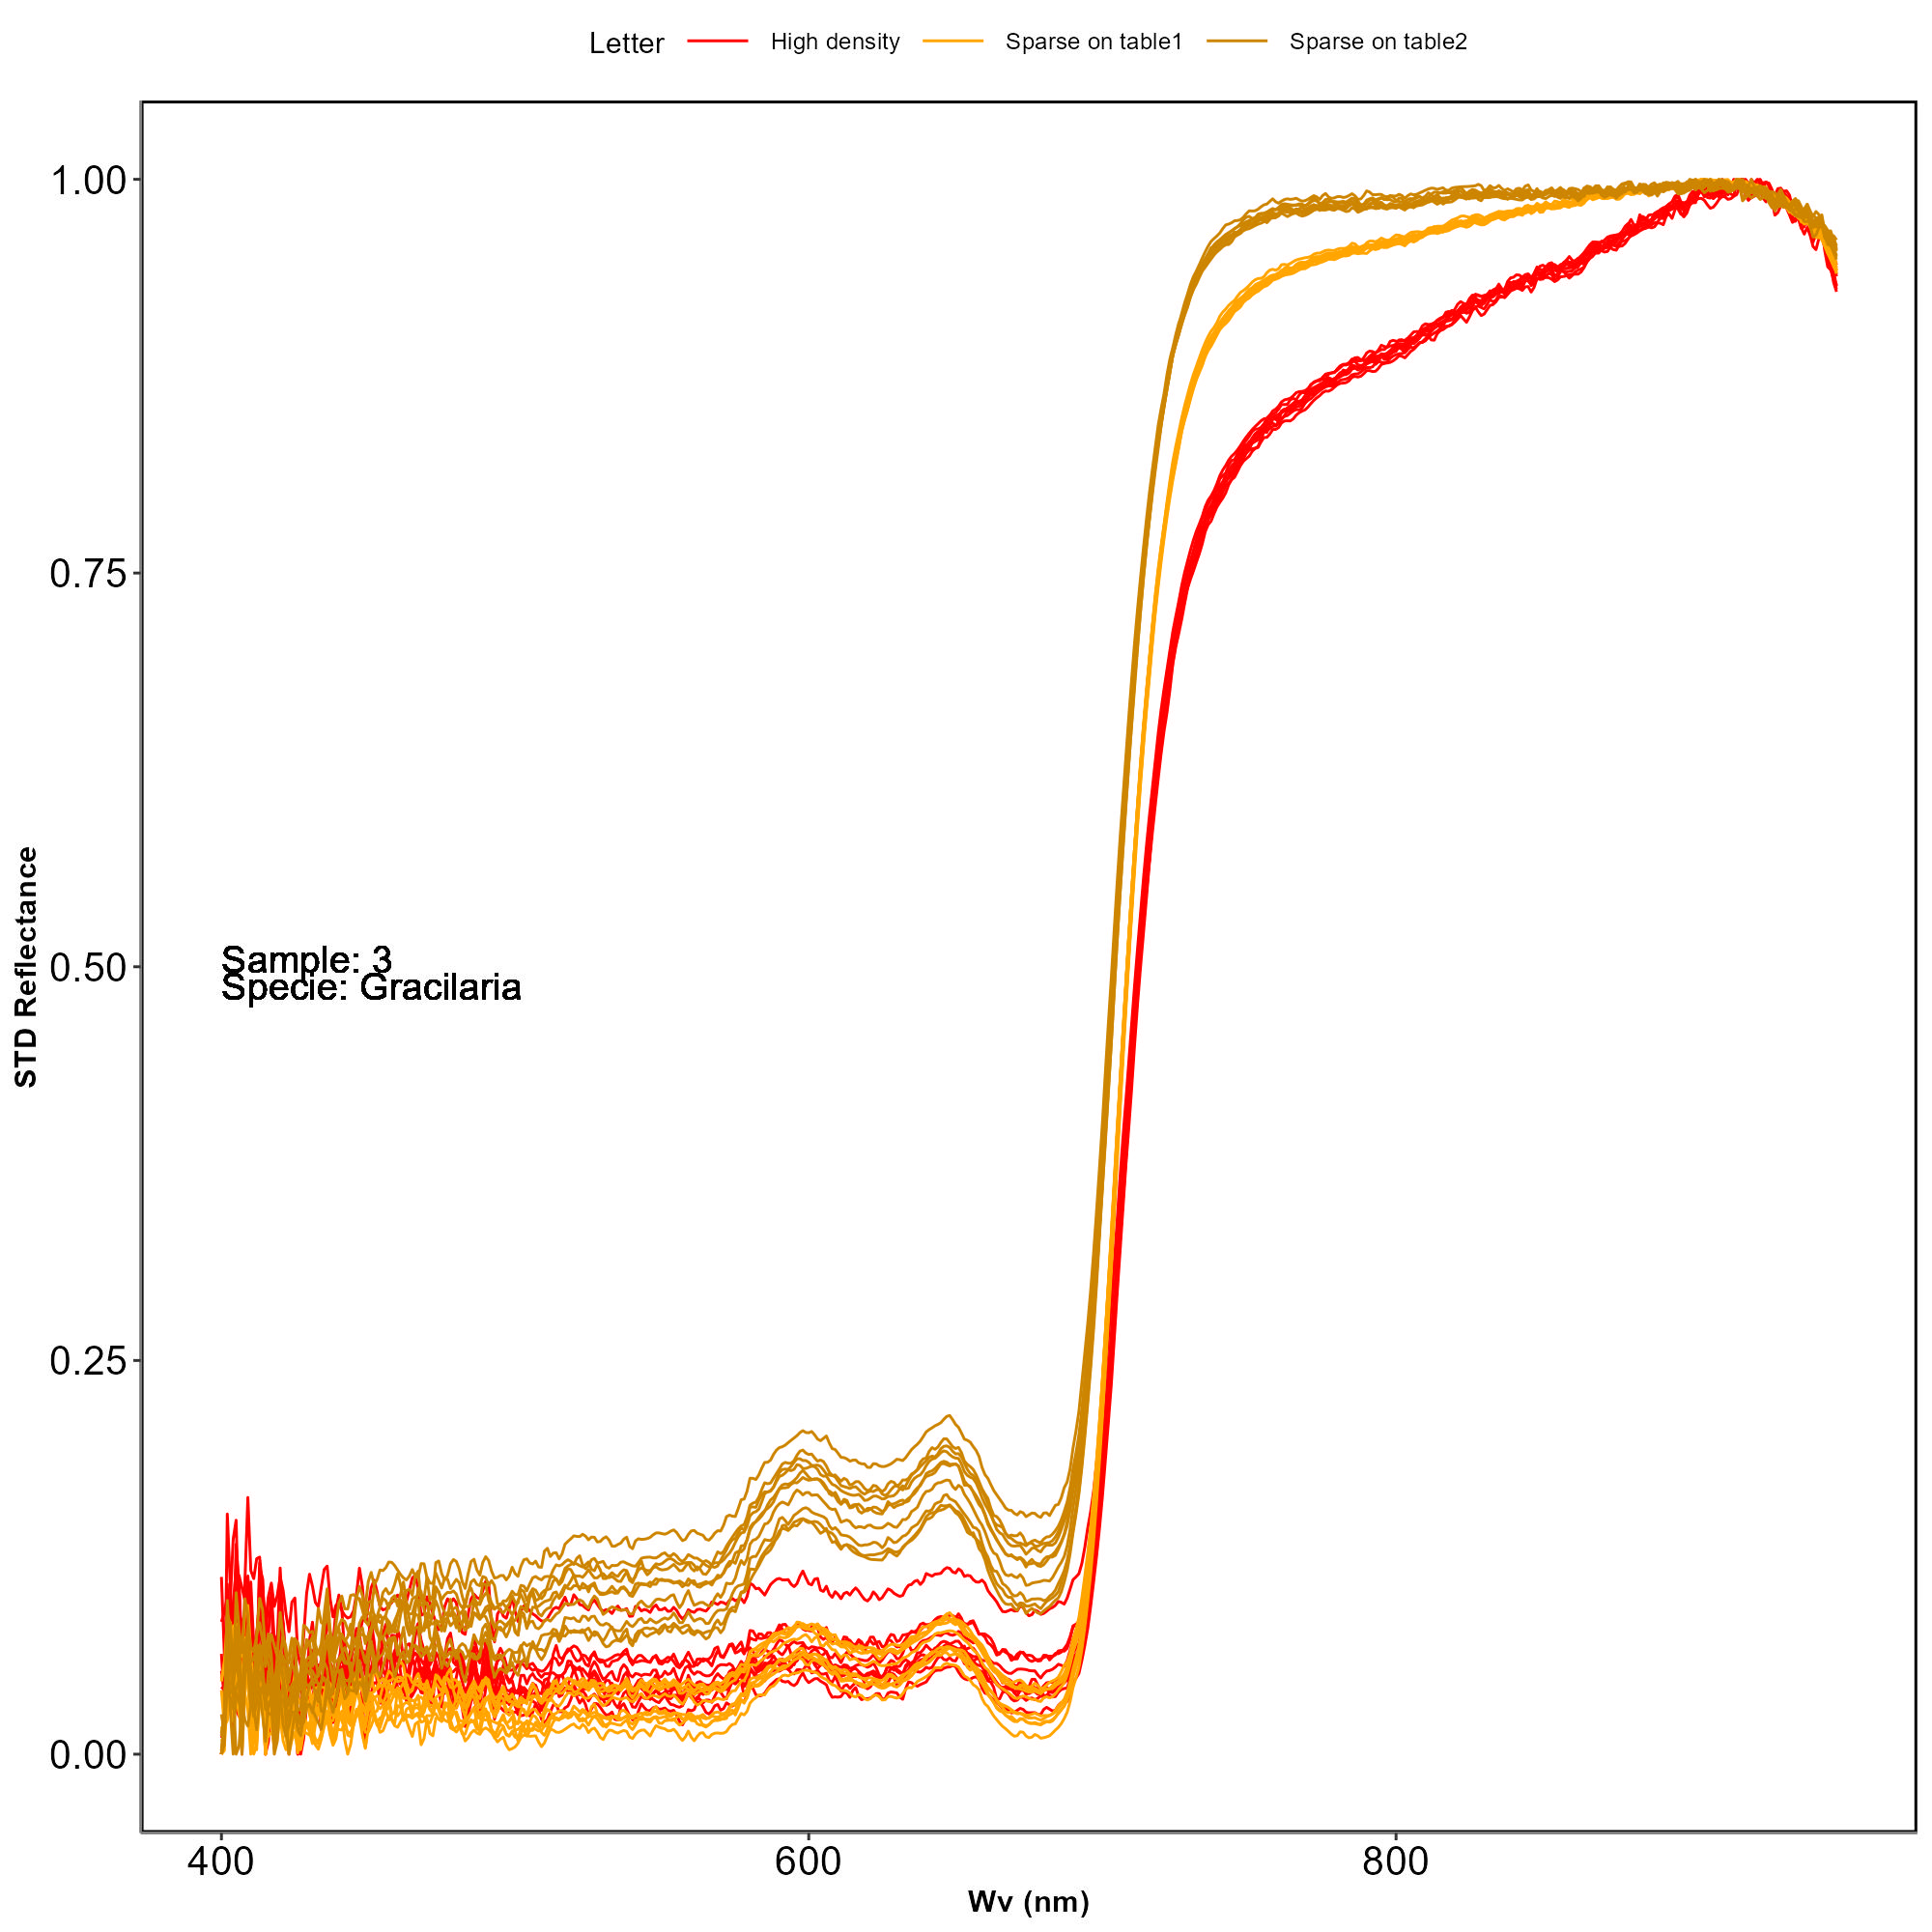 Letter High density Sparse on table1 Sparse on table2
1.00
0.75
0.50
0.25
0.00
STD Reflectance
Sample: 3
Specie: Gracilaria
400 600 800
Wv (nm)